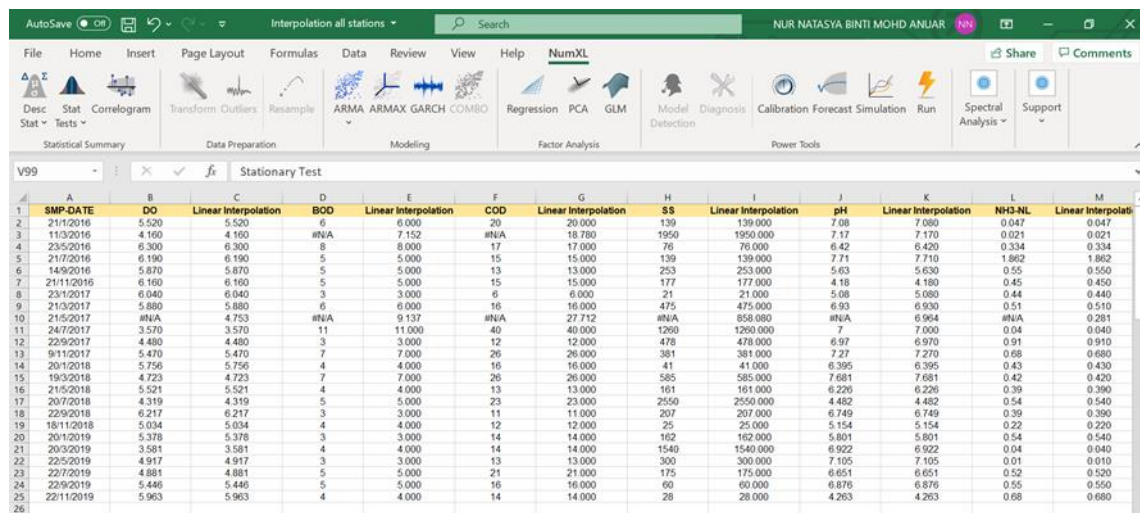 AutoSave Off Interpolation all stations Search NUR NATASYA BINTI MOHD ANUAR NN
File Home Insert Page Layout Formulas Data Review View Help NumXL Share Comments
Desc Stat Stat Tests Correlogram Transform Outliers Resample ARMA ARMAX GARCH COMBO Regression PCA GLM Model Detection Diagnosis Calibration Forecast Simulation Run Spectral Analysis Support
Statistical Summary Data Preparation Modeling Factor Analysis Power Tools
V99 fx Stationary Test
A B C D E F G H I J K L M
1 SMP-DATE DO Linear Interpolation BOD Linear Interpolation COD Linear Interpolation SS Linear Interpolation pH Linear Interpolation NH3-NL Linear Interpolati
2 21/1/2016 5.520 5.520 6 6.000 20 20.000 139 139.000 7.08 7.080 0.047 0.047
3 11/3/2016 4.160 4.160 #N/A 7.152 #N/A 18.780 1950 1950.000 7.17 7.170 0.021 0.021
4 23/5/2016 6.300 6.300 8 8.000 17 17.000 76 76.000 6.42 6.420 0.334 0.334
5 21/7/2016 6.190 6.190 5 5.000 15 15.000 139 139.000 7.71 7.710 1.862 1.862
6 14/9/2016 5.870 5.870 5 5.000 13 13.000 253 253.000 5.63 5.630 0.55 0.550
7 21/11/2016 6.160 6.160 5 5.000 15 15.000 177 177.000 4.18 4.180 0.45 0.450
8 23/1/2017 6.040 6.040 3 3.000 6 6.000 21 21.000 5.08 5.080 0.44 0.440
9 21/3/2017 5.880 5.880 6 6.000 16 16.000 475 475.000 6.93 6.930 0.51 0.510
10 21/5/2017 #N/A 4.753 #N/A 9.137 #N/A 27.712 #N/A 858.080 #N/A 6.964 #N/A 0.281
11 24/7/2017 3.570 3.570 11 11.000 40 40.000 1260 1260.000 7 7.000 0.04 0.040
12 22/9/2017 4.480 4.480 3 3.000 12 12.000 478 478.000 6.97 6.970 0.91 0.910
13 9/11/2017 5.470 5.470 7 7.000 26 26.000 381 381.000 7.27 7.270 0.68 0.680
14 20/1/2018 5.756 5.756 4 4.000 16 16.000 41 41.000 6.395 6.395 0.43 0.430
15 19/3/2018 4.723 4.723 7 7.000 26 26.000 585 585.000 7.681 7.681 0.42 0.420
16 21/5/2018 5.521 5.521 4 4.000 13 13.000 161 161.000 6.226 6.226 0.39 0.390
17 20/7/2018 4.319 4.319 5 5.000 23 23.000 2550 2550.000 4.482 4.482 0.54 0.540
18 22/9/2018 6.217 6.217 3 3.000 11 11.000 207 207.000 6.749 6.749 0.39 0.390
19 18/11/2018 5.034 5.034 4 4.000 12 12.000 25 25.000 5.154 5.154 0.22 0.220
20 20/1/2019 5.378 5.378 3 3.000 14 14.000 162 162.000 5.801 5.801 0.54 0.540
21 20/3/2019 3.581 3.581 4 4.000 14 14.000 1540 1540.000 6.922 6.922 0.04 0.040
22 22/5/2019 4.917 4.917 3 3.000 13 13.000 300 300.000 7.105 7.105 0.01 0.010
23 22/7/2019 4.881 4.881 5 5.000 21 21.000 175 175.000 6.651 6.651 0.52 0.520
24 22/9/2019 5.446 5.446 5 5.000 16 16.000 60 60.000 6.876 6.876 0.55 0.550
25 22/11/2019 5.963 5.963 4 4.000 14 14.000 28 28.000 4.263 4.263 0.68 0.680
26